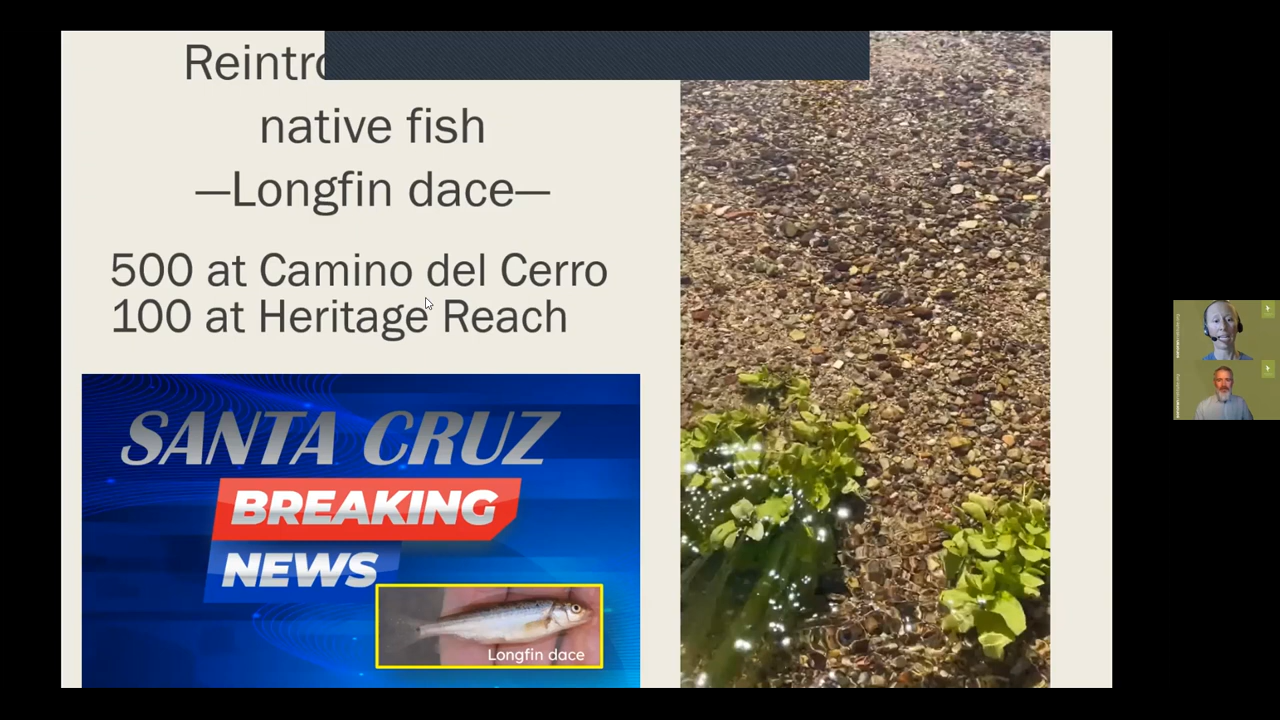 Reintro
native fish
—Longfin dace—
500 at Camino del Cerro
100 at Heritage Reach
SANTA CRUZ
BREAKING
NEWS
Longfin dace